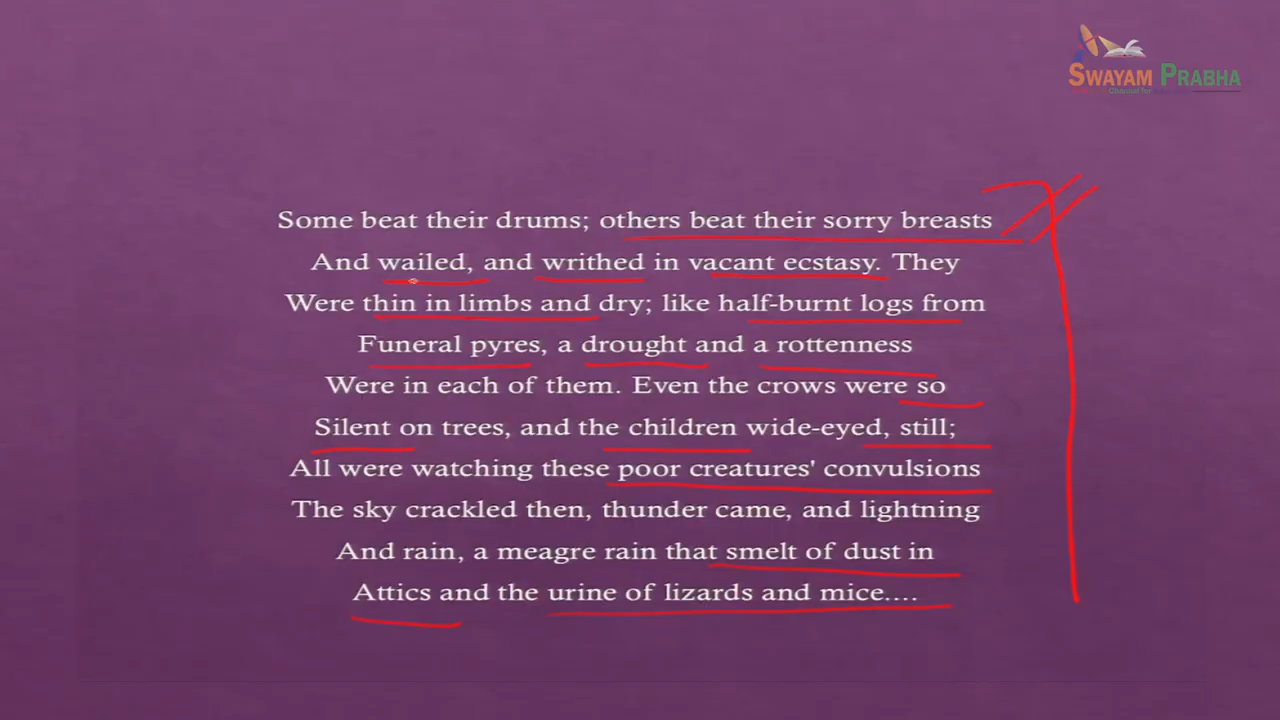 SWAYAM PRABHA
Channel for
Some beat their drums; others beat their sorry breasts
And wailed, and writhed in vacant ecstasy. They
Were thin in limbs and dry; like half-burnt logs from
Funeral pyres, a drought and a rottenness
Were in each of them. Even the crows were so
Silent on trees, and the children wide-eyed, still;
All were watching these poor creatures' convulsions
The sky crackled then, thunder came, and lightning
And rain, a meagre rain that smelt of dust in
Attics and the urine of lizards and mice....